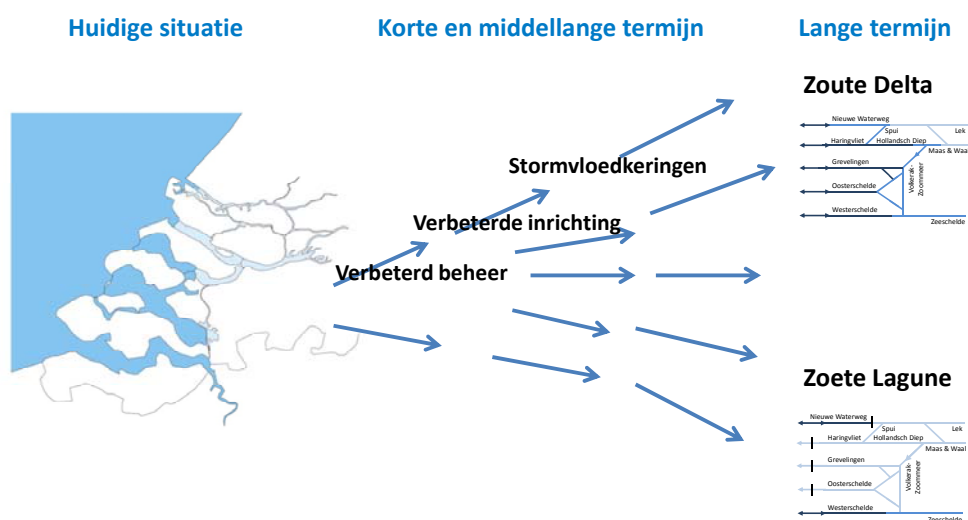 Huidige situatie
Korte en middellange termijn
Lange termijn
Zoute Delta
Nieuwe Waterweg
Spui
Lek
Haringvliet
Hollandsch Diep
Maas & Waal
Grevelingen
Volkerak-
Zoommeer
Oosterschelde
Westerschelde
Zeeschelde
Stormvloedkeringen
Verbeterde inrichting
Verbeterd beheer
Zoete Lagune
Nieuwe Waterweg
Spui
Lek
Haringvliet
Hollandsch Diep
Maas & Waal
Grevelingen
Volkerak-
Zoommeer
Oosterschelde
Westerschelde
Zeeschelde